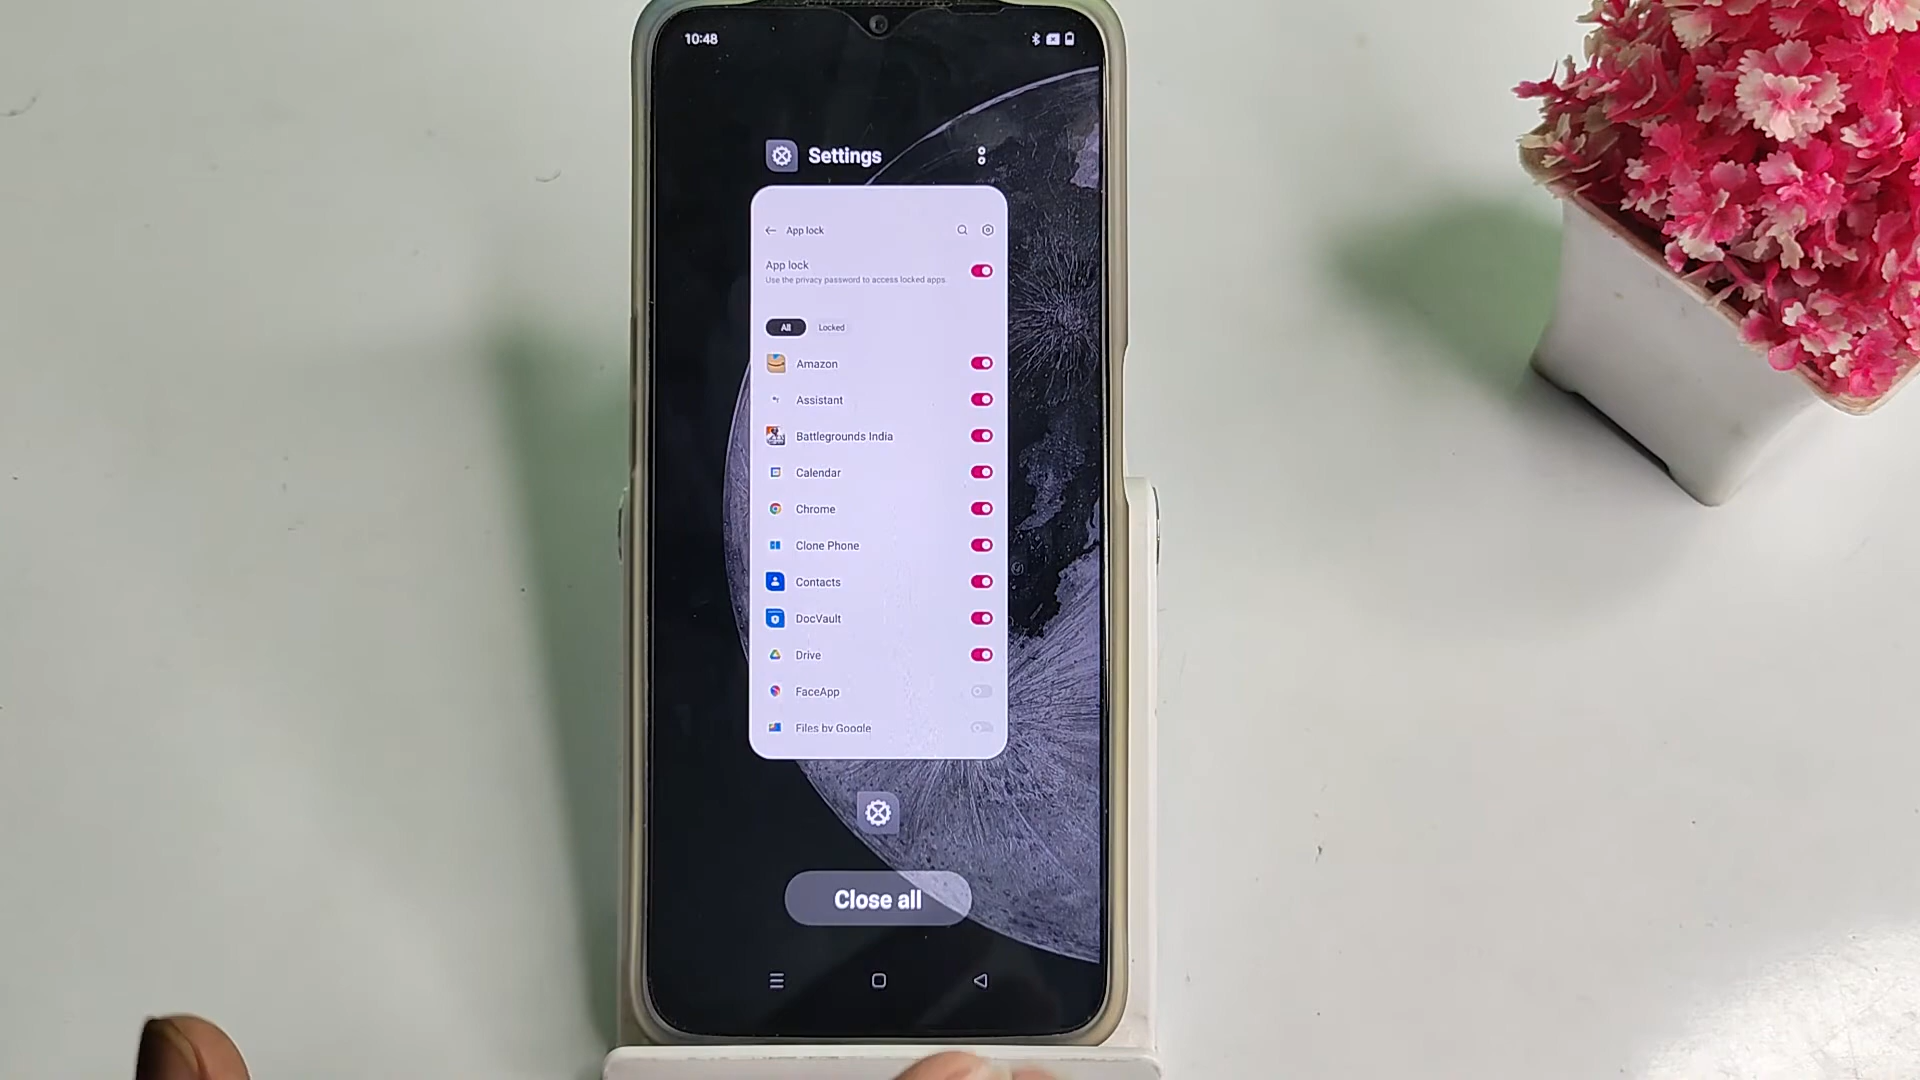 10:48
Settings
App lock
App lock
Use the privacy password to access locked apps
All Locked
Amazon
Assistant
Battlegrounds India
Calendar
Chrome
Clone Phone
Contacts
DocVault
Drive
FaceApp
Files by Google
Close all